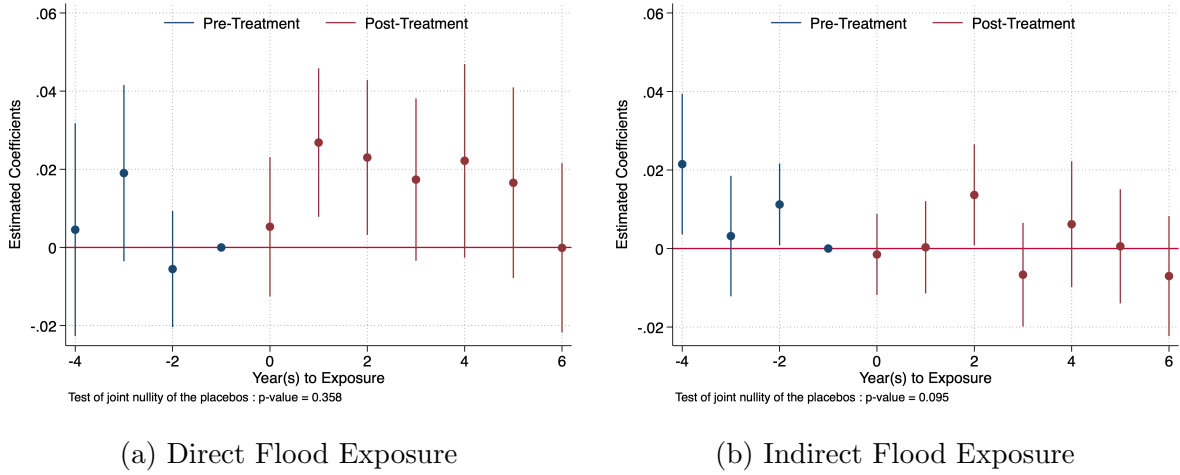 Pre-Treatment Post-Treatment
.06
.04
.02
0
-.02
Estimated Coefficients
-4 -2 0 2 4 6
Year(s) to Exposure
Test of joint nullity of the placebos : p-value = 0.358
(a) Direct Flood Exposure
Pre-Treatment Post-Treatment
.06
.04
.02
0
-.02
Estimated Coefficients
-4 -2 0 2 4 6
Year(s) to Exposure
Test of joint nullity of the placebos : p-value = 0.095
(b) Indirect Flood Exposure